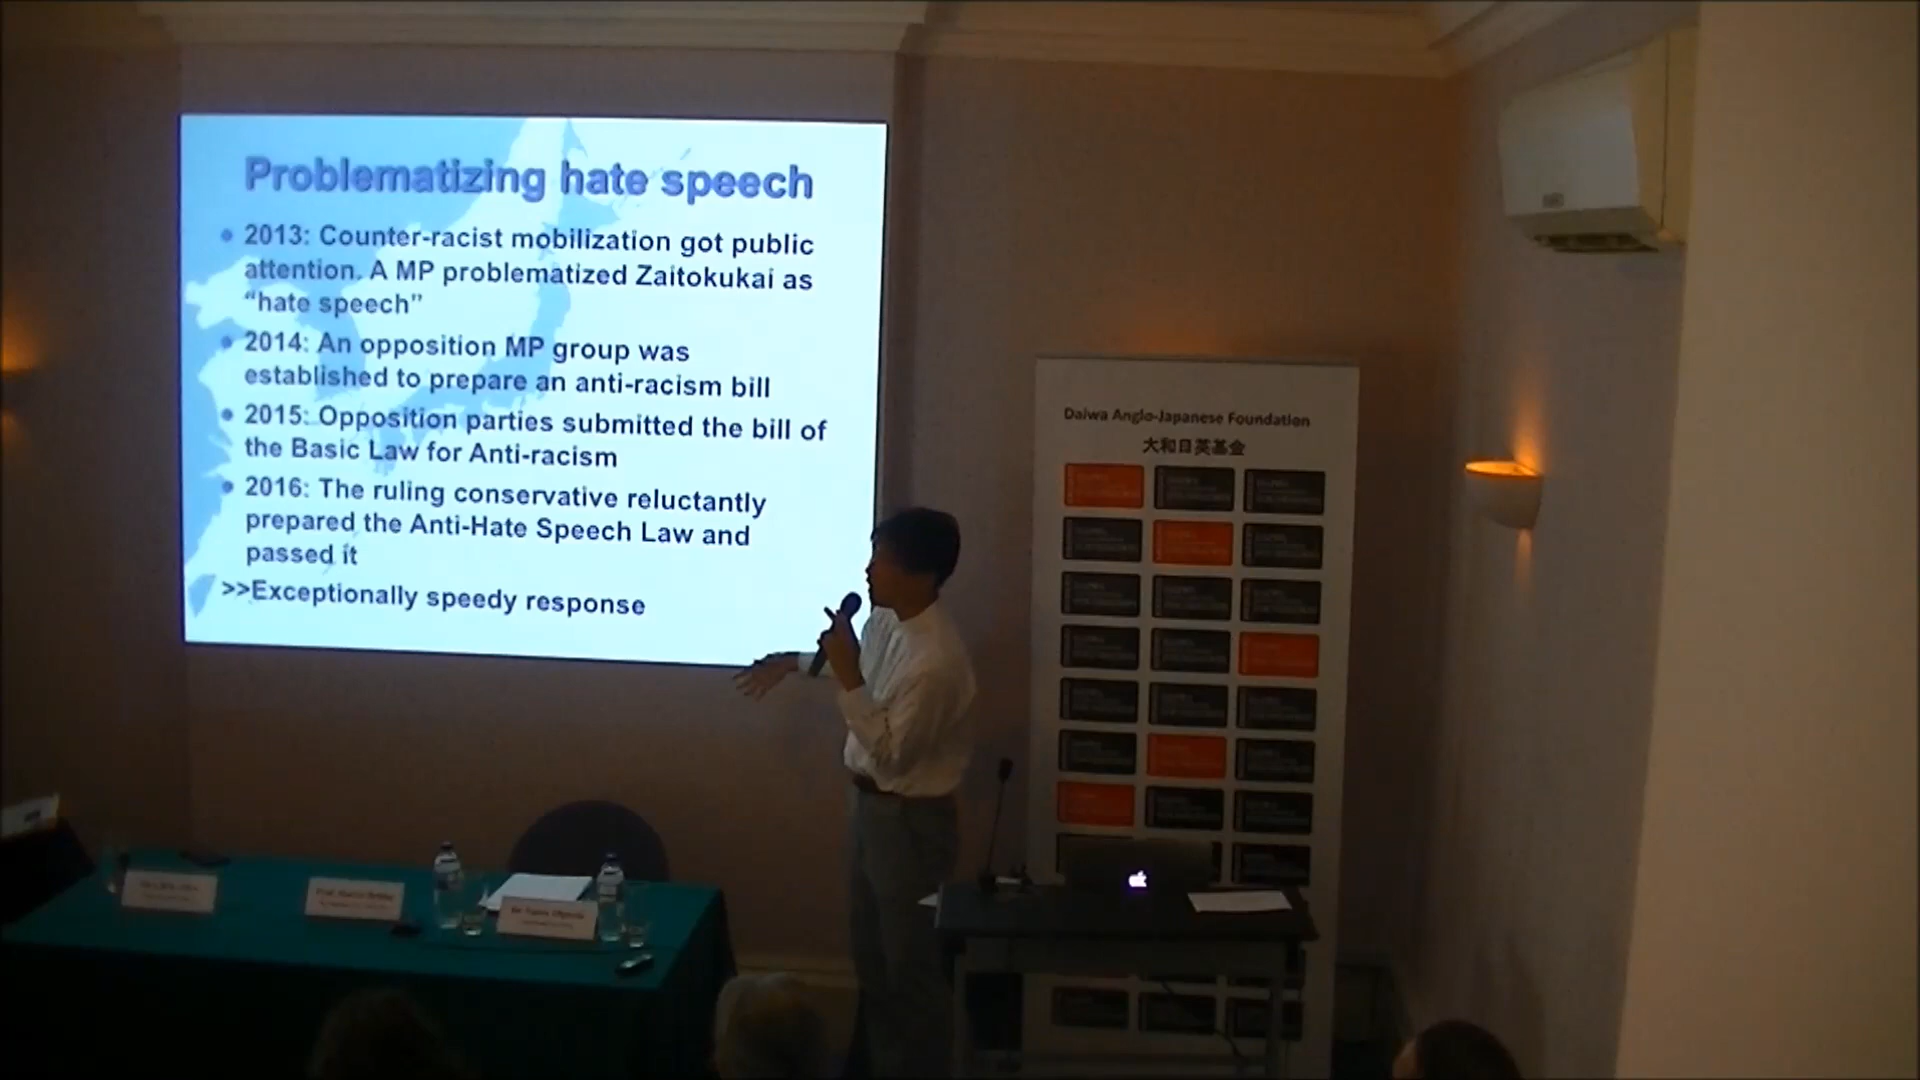 Problematizing hate speech
2013: Counter-racist mobilization got public
attention. A MP problematized Zaitokukai as
“hate speech”
2014: An opposition MP group was
established to prepare an anti-racism bill
2015: Opposition parties submitted the bill of
the Basic Law for Anti-racism
2016: The ruling conservative reluctantly
prepared the Anti-Hate Speech Law and
passed it
>>Exceptionally speedy response
Daiwa Anglo-Japanese Foundation
大和日英基金